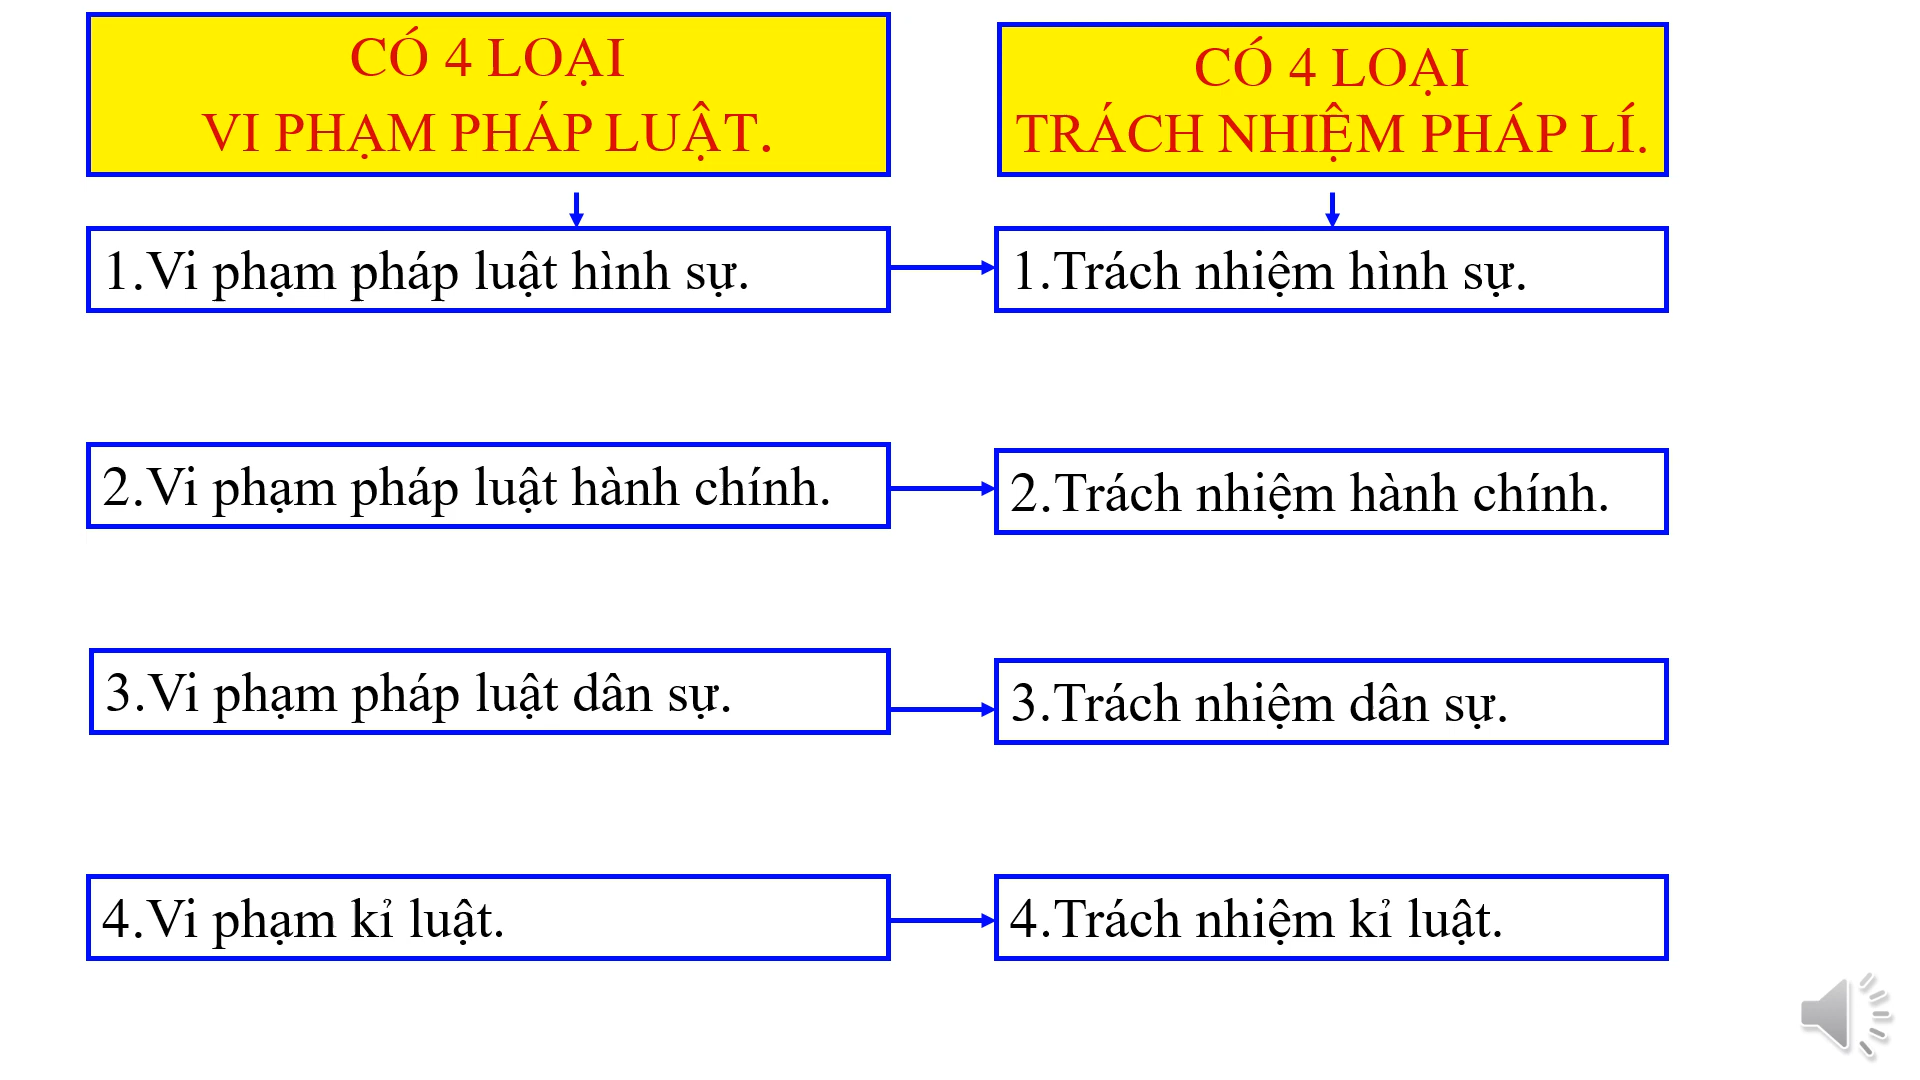 CÓ 4 LOẠI
VI PHẠM PHÁP LUẬT.
CÓ 4 LOẠI
TRÁCH NHIỆM PHÁP LÍ.
1.Vi phạm pháp luật hình sự.
1.Trách nhiệm hình sự.
2.Vi phạm pháp luật hành chính.
2.Trách nhiệm hành chính.
3.Vi phạm pháp luật dân sự.
3.Trách nhiệm dân sự.
4.Vi phạm kỉ luật.
4.Trách nhiệm kỉ luật.